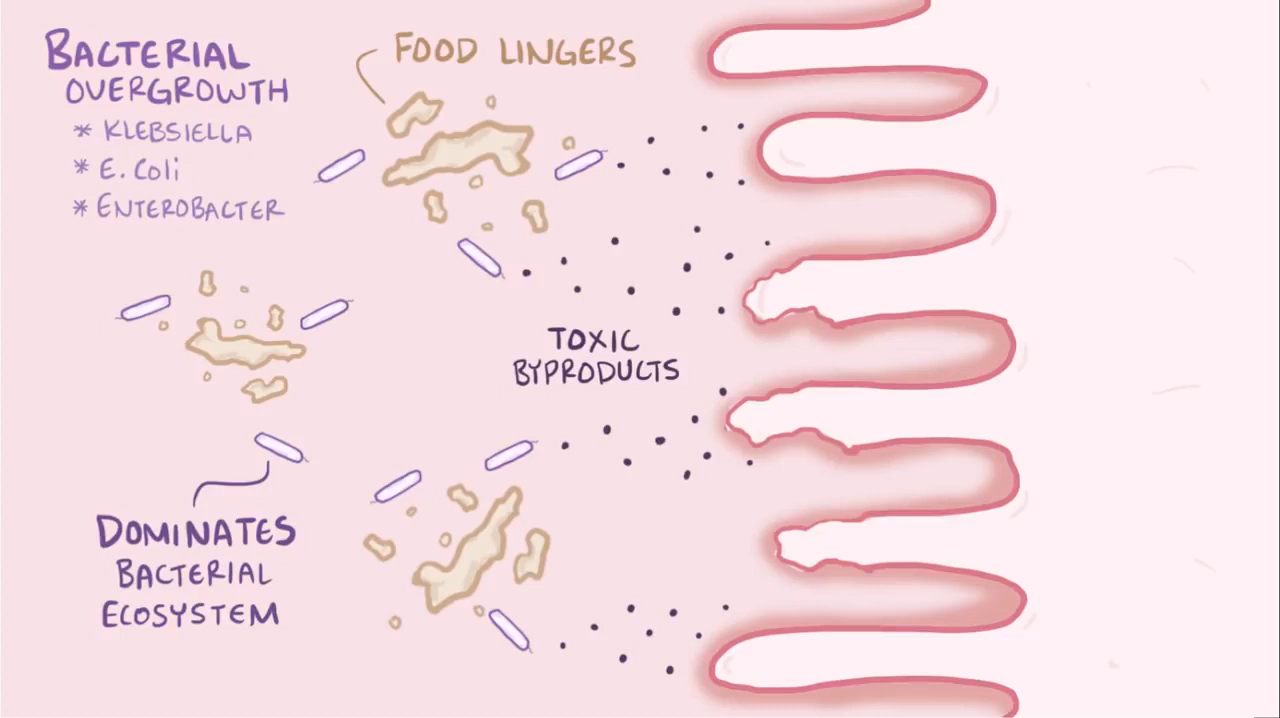 BACTERIAL
OVERGROWTH
* KLEBSIELLA
* E. Coli
* ENTEROBACTER
FOOD LINGERS
TOXIC
BYPRODUCTS
DOMINATES
BACTERIAL
ECOSYSTEM